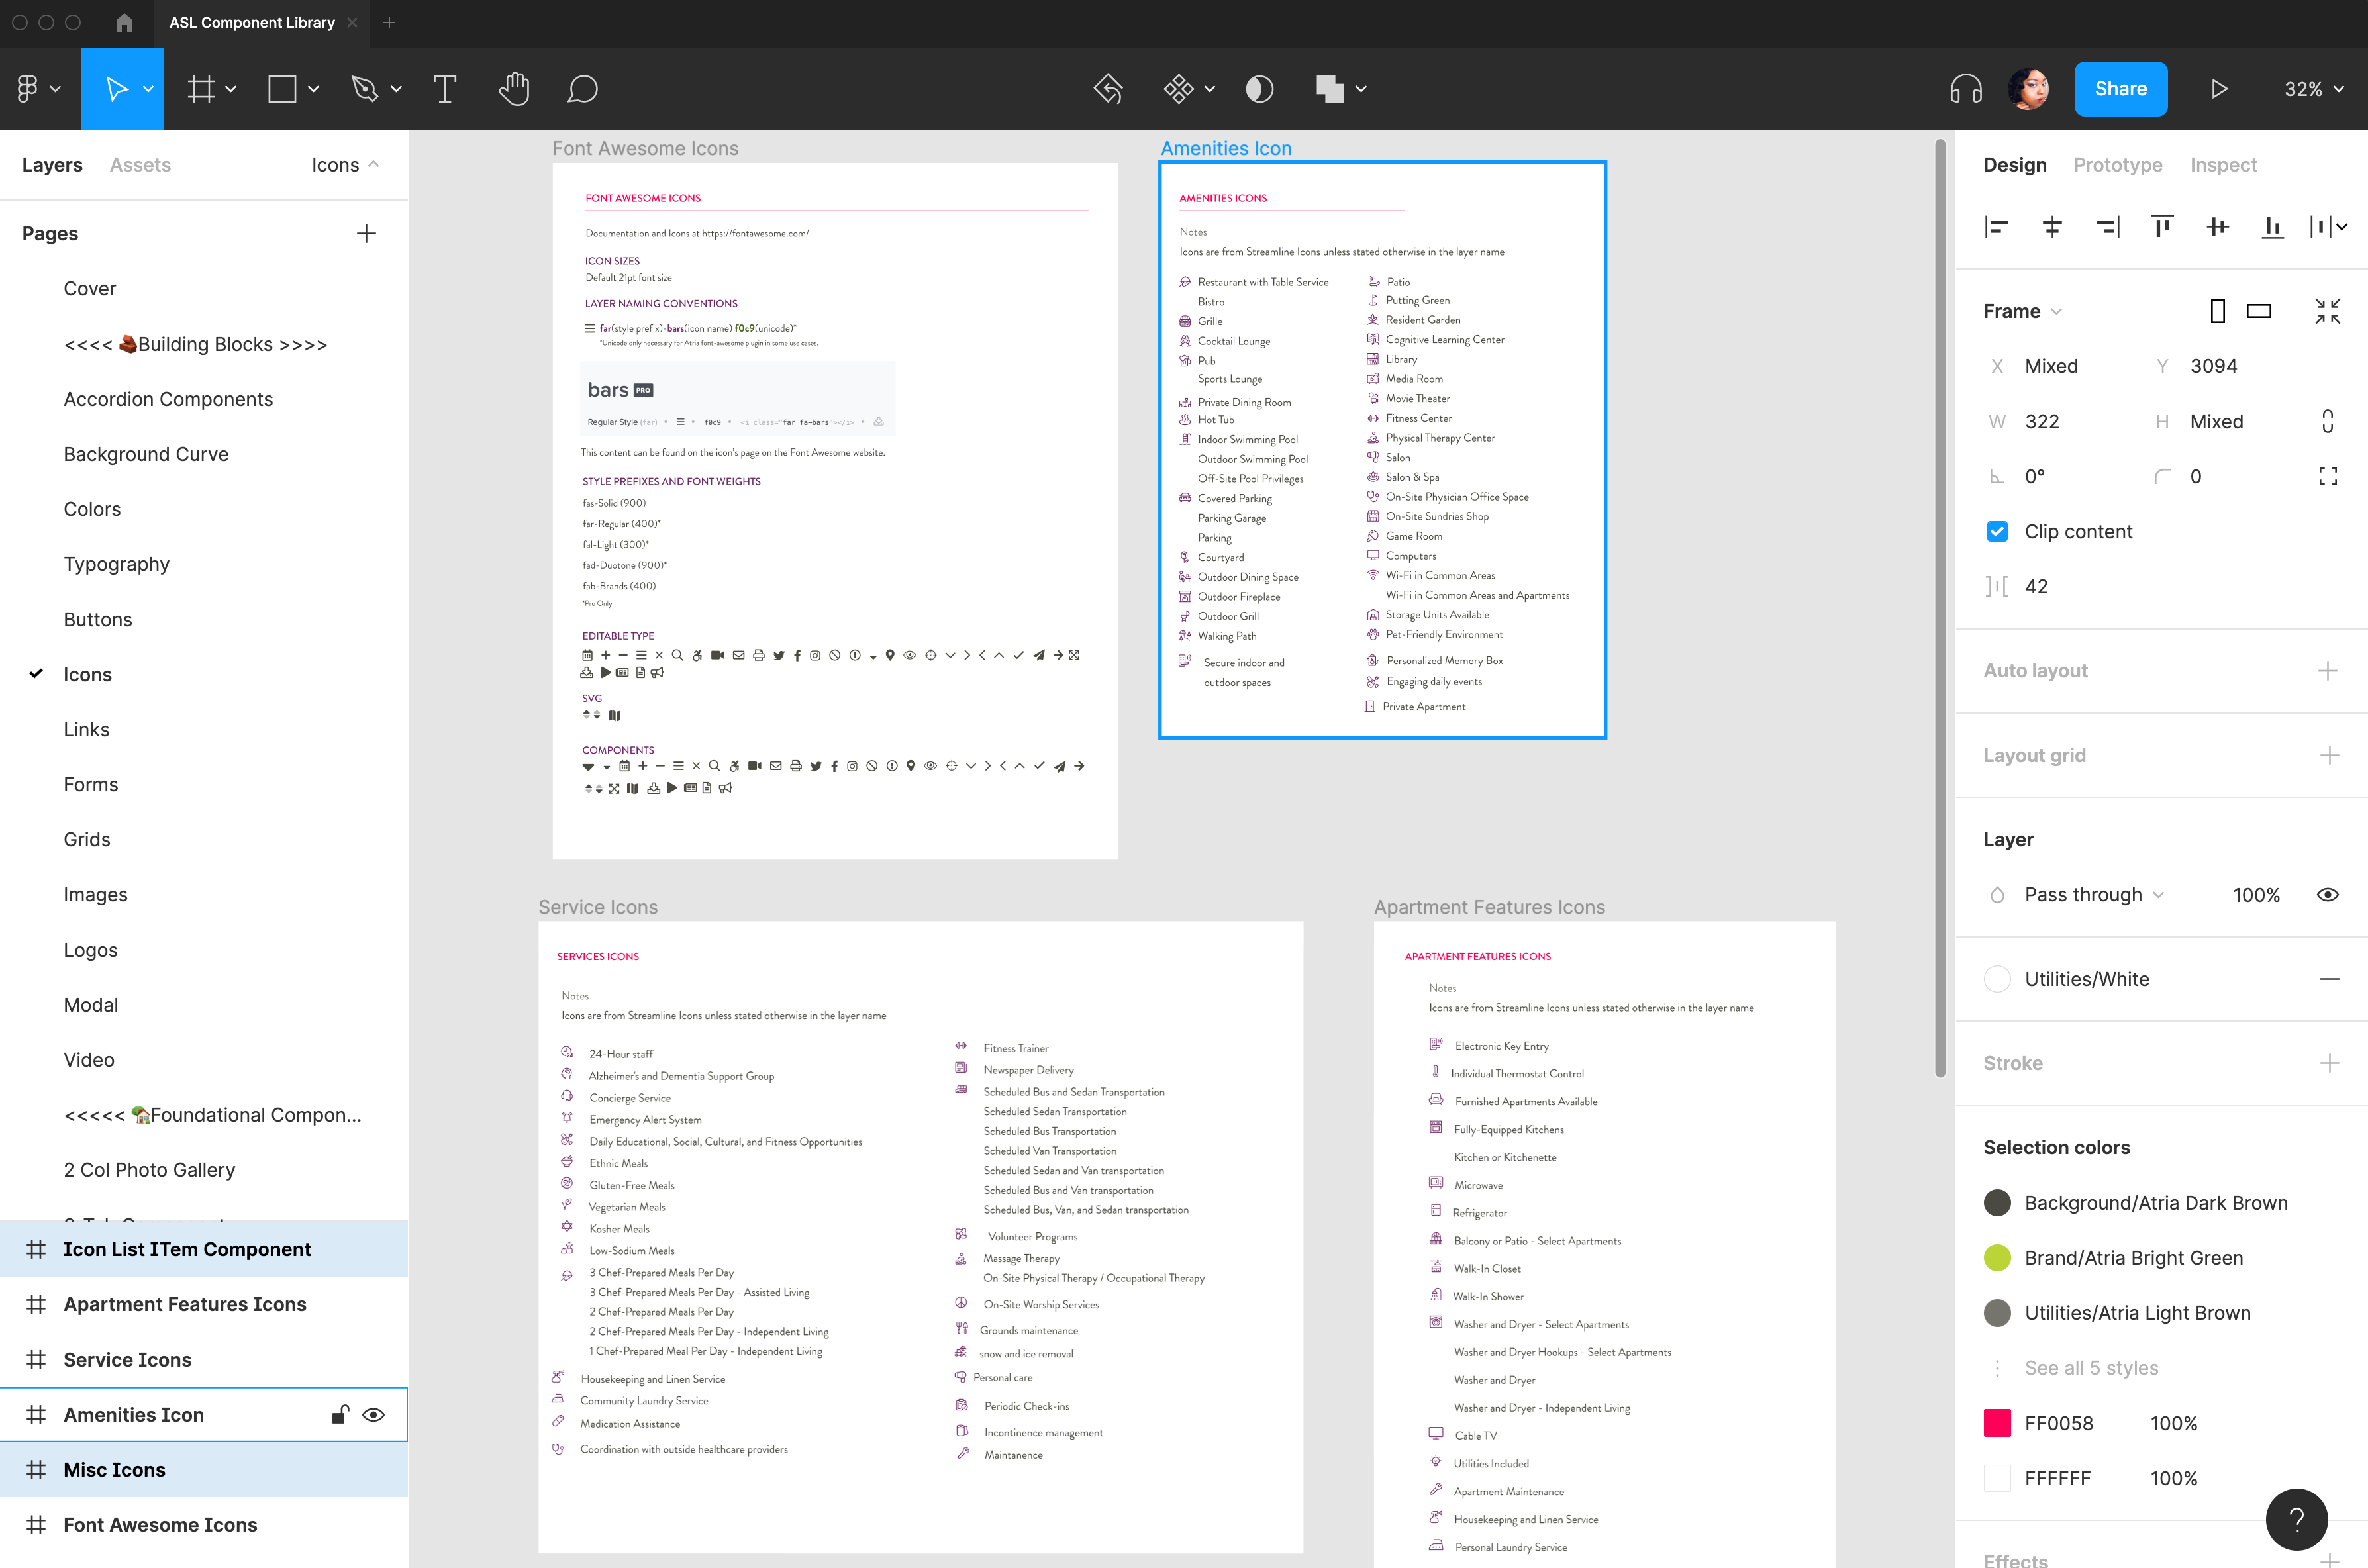 ASL Component Library
Share
32%
Layers
Assets
Icons
Pages
Cover
<<<< Building Blocks >>>>
Accordion Components
Background Curve
Colors
Typography
Buttons
Icons
Links
Forms
Grids
Images
Logos
Modal
Video
<<<<< Foundational Compon...
2 Col Photo Gallery
Icon List ITem Component
Apartment Features Icons
Service Icons
Amenities Icon
Misc Icons
Font Awesome Icons
Font Awesome Icons
FONT AWESOME ICONS
Documentation and Icons at https://fontawesome.com/
ICON SIZES
Default 21pt font size
LAYER NAMING CONVENTIONS
far(style prefix)-bars(icon name) f0c9(unicode)*
*Unicode only necessary for Atria font-awesome plugin in some use cases.
bars PRO
Regular Style (far) • • f0c9 • <i class="far fa-bars"></i> •
This content can be found on the icon's page on the Font Awesome website.
STYLE PREFIXES AND FONT WEIGHTS
fas-Solid (900)
far-Regular (400)*
fal-Light (300)*
fad-Duotone (900)*
fab-Brands (400)
*Pro Only
EDITABLE TYPE
SVG
COMPONENTS
Amenities Icon
AMENITIES ICONS
Notes
Icons are from Streamline Icons unless stated otherwise in the layer name
Restaurant with Table Service
Bistro
Grille
Cocktail Lounge
Pub
Sports Lounge
Private Dining Room
Hot Tub
Indoor Swimming Pool
Outdoor Swimming Pool
Off-Site Pool Privileges
Covered Parking
Parking Garage
Parking
Courtyard
Outdoor Dining Space
Outdoor Fireplace
Outdoor Grill
Walking Path
Secure indoor and
outdoor spaces
Patio
Putting Green
Resident Garden
Cognitive Learning Center
Library
Media Room
Movie Theater
Fitness Center
Physical Therapy Center
Salon
Salon & Spa
On-Site Physician Office Space
On-Site Sundries Shop
Game Room
Computers
Wi-Fi in Common Areas
Wi-Fi in Common Areas and Apartments
Storage Units Available
Pet-Friendly Environment
Personalized Memory Box
Engaging daily events
Private Apartment
Service Icons
SERVICES ICONS
Notes
Icons are from Streamline Icons unless stated otherwise in the layer name
24-Hour staff
Alzheimer's and Dementia Support Group
Concierge Service
Emergency Alert System
Daily Educational, Social, Cultural, and Fitness Opportunities
Ethnic Meals
Gluten-Free Meals
Vegetarian Meals
Kosher Meals
Low-Sodium Meals
3 Chef-Prepared Meals Per Day
3 Chef-Prepared Meals Per Day - Assisted Living
2 Chef-Prepared Meals Per Day
2 Chef-Prepared Meals Per Day - Independent Living
1 Chef-Prepared Meal Per Day - Independent Living
Housekeeping and Linen Service
Community Laundry Service
Medication Assistance
Coordination with outside healthcare providers
Fitness Trainer
Newspaper Delivery
Scheduled Bus and Sedan Transportation
Scheduled Sedan Transportation
Scheduled Bus Transportation
Scheduled Van Transportation
Scheduled Sedan and Van transportation
Scheduled Bus and Van transportation
Scheduled Bus, Van, and Sedan transportation
Volunteer Programs
Massage Therapy
On-Site Physical Therapy / Occupational Therapy
On-Site Worship Services
Grounds maintenance
snow and ice removal
Personal care
Periodic Check-ins
Incontinence management
Maintanence
Apartment Features Icons
APARTMENT FEATURES ICONS
Notes
Icons are from Streamline Icons unless stated otherwise in the layer name
Electronic Key Entry
Individual Thermostat Control
Furnished Apartments Available
Fully-Equipped Kitchens
Kitchen or Kitchenette
Microwave
Refrigerator
Balcony or Patio - Select Apartments
Walk-In Closet
Walk-In Shower
Washer and Dryer - Select Apartments
Washer and Dryer Hookups - Select Apartments
Washer and Dryer
Washer and Dryer - Independent Living
Cable TV
Utilities Included
Apartment Maintenance
Housekeeping and Linen Service
Personal Laundry Service
Design
Prototype
Inspect
Frame
X Mixed Y 3094
W 322 H Mixed
0° 0
Clip content
42
Auto layout
Layout grid
Layer
Pass through 100%
Utilities/White
Stroke
Selection colors
Background/Atria Dark Brown
Brand/Atria Bright Green
Utilities/Atria Light Brown
See all 5 styles
FF0058 100%
FFFFFF 100%
Effects
?